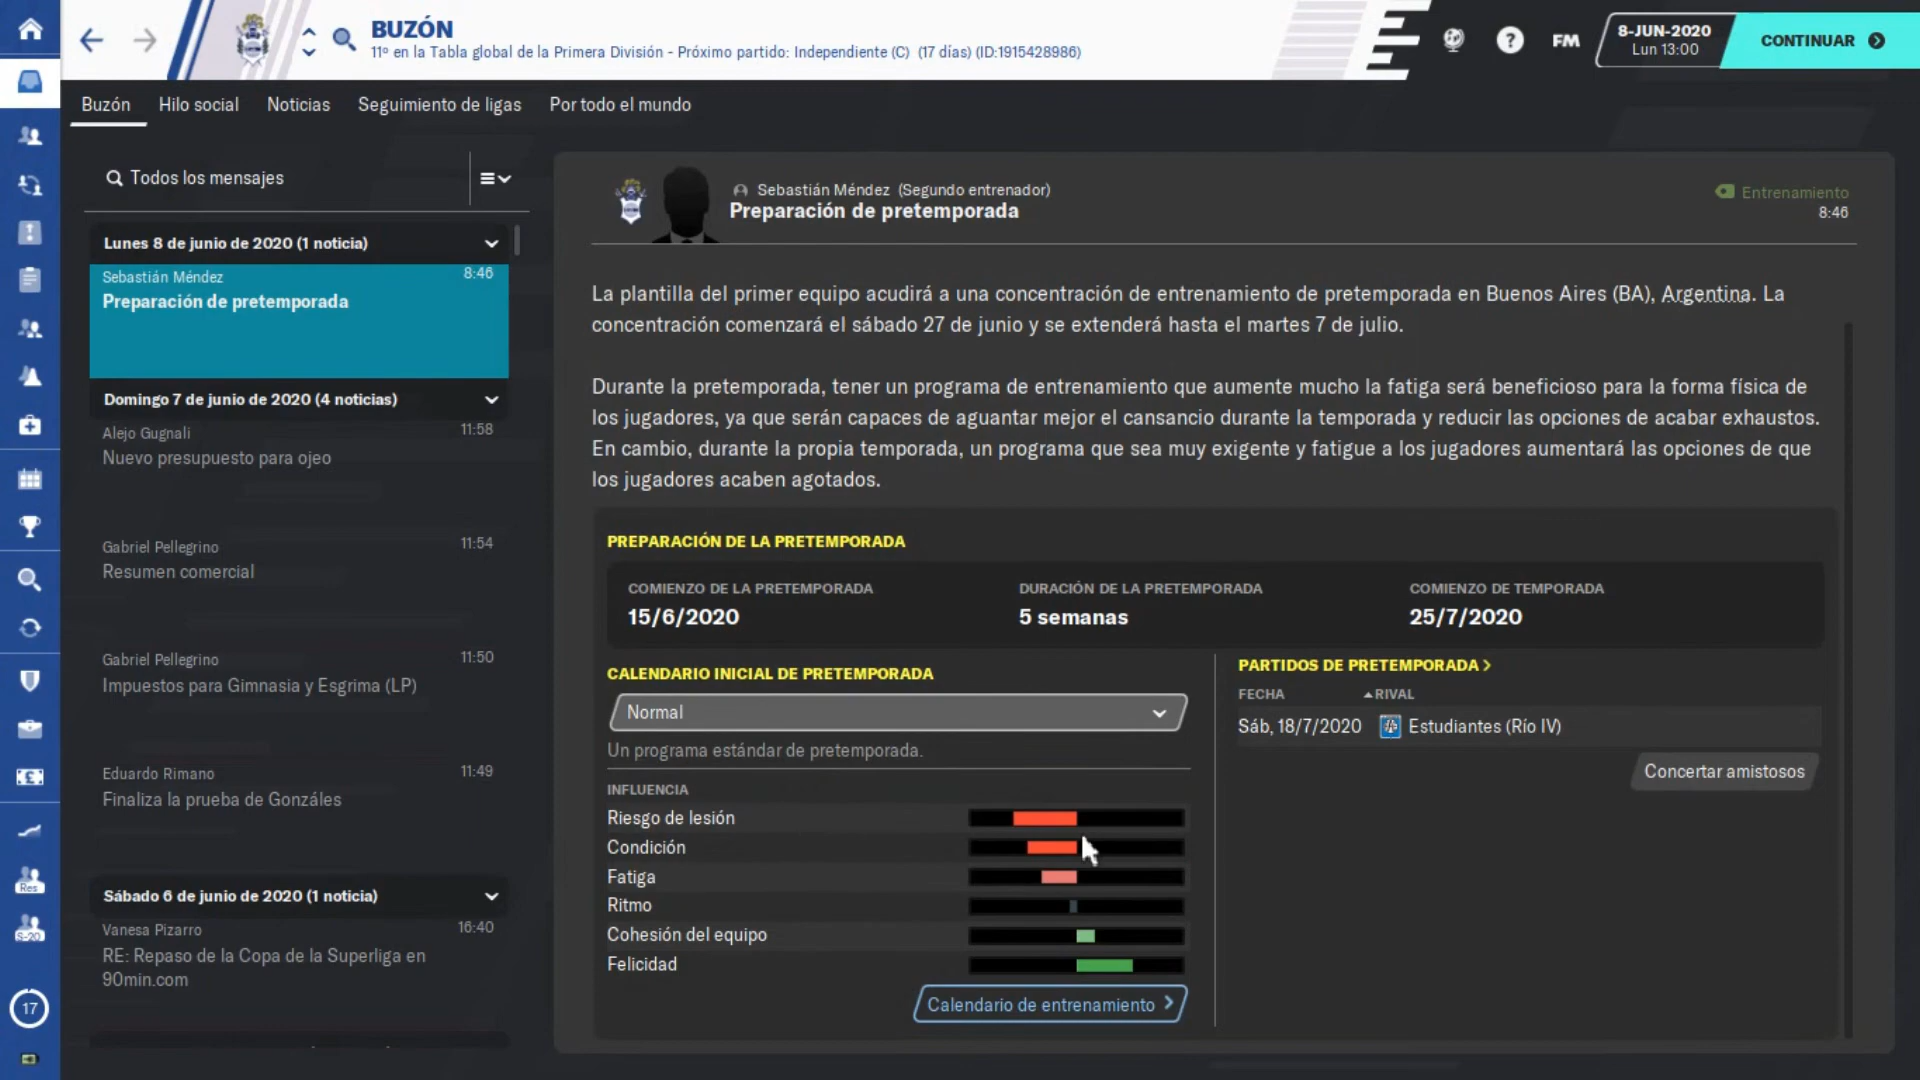 BUZÓN
11º en la Tabla global de la Primera División - Próximo partido: Independiente (C) (17 días) (ID:1915428986)
FM
8-JUN-2020
Lun 13:00
CONTINUAR
Buzón
Hilo social
Noticias
Seguimiento de ligas
Por todo el mundo
Todos los mensajes
Lunes 8 de junio de 2020 (1 noticia)
Sebastián Méndez
8:46
Preparación de pretemporada
Domingo 7 de junio de 2020 (4 noticias)
Alejo Gugnali
11:58
Nuevo presupuesto para ojeo
Gabriel Pellegrino
11:54
Resumen comercial
Gabriel Pellegrino
11:50
Impuestos para Gimnasia y Esgrima (LP)
Eduardo Rimano
11:49
Finaliza la prueba de Gonzáles
Sábado 6 de junio de 2020 (1 noticia)
Vanesa Pizarro
16:40
RE: Repaso de la Copa de la Superliga en
90min.com
Res
S-20
17
Sebastián Méndez (Segundo entrenador)
Preparación de pretemporada
Entrenamiento
8:46
La plantilla del primer equipo acudirá a una concentración de entrenamiento de pretemporada en Buenos Aires (BA), Argentina. La
concentración comenzará el sábado 27 de junio y se extenderá hasta el martes 7 de julio.
Durante la pretemporada, tener un programa de entrenamiento que aumente mucho la fatiga será beneficioso para la forma física de
los jugadores, ya que serán capaces de aguantar mejor el cansancio durante la temporada y reducir las opciones de acabar exhaustos.
En cambio, durante la propia temporada, un programa que sea muy exigente y fatigue a los jugadores aumentará las opciones de que
los jugadores acaben agotados.
PREPARACIÓN DE LA PRETEMPORADA
COMIENZO DE LA PRETEMPORADA
15/6/2020
DURACIÓN DE LA PRETEMPORADA
5 semanas
COMIENZO DE TEMPORADA
25/7/2020
CALENDARIO INICIAL DE PRETEMPORADA
Normal
Un programa estándar de pretemporada.
INFLUENCIA
Riesgo de lesión
Condición
Fatiga
Ritmo
Cohesión del equipo
Felicidad
Calendario de entrenamiento
PARTIDOS DE PRETEMPORADA
FECHA
RIVAL
Sáb, 18/7/2020
Estudiantes (Río IV)
Concertar amistosos